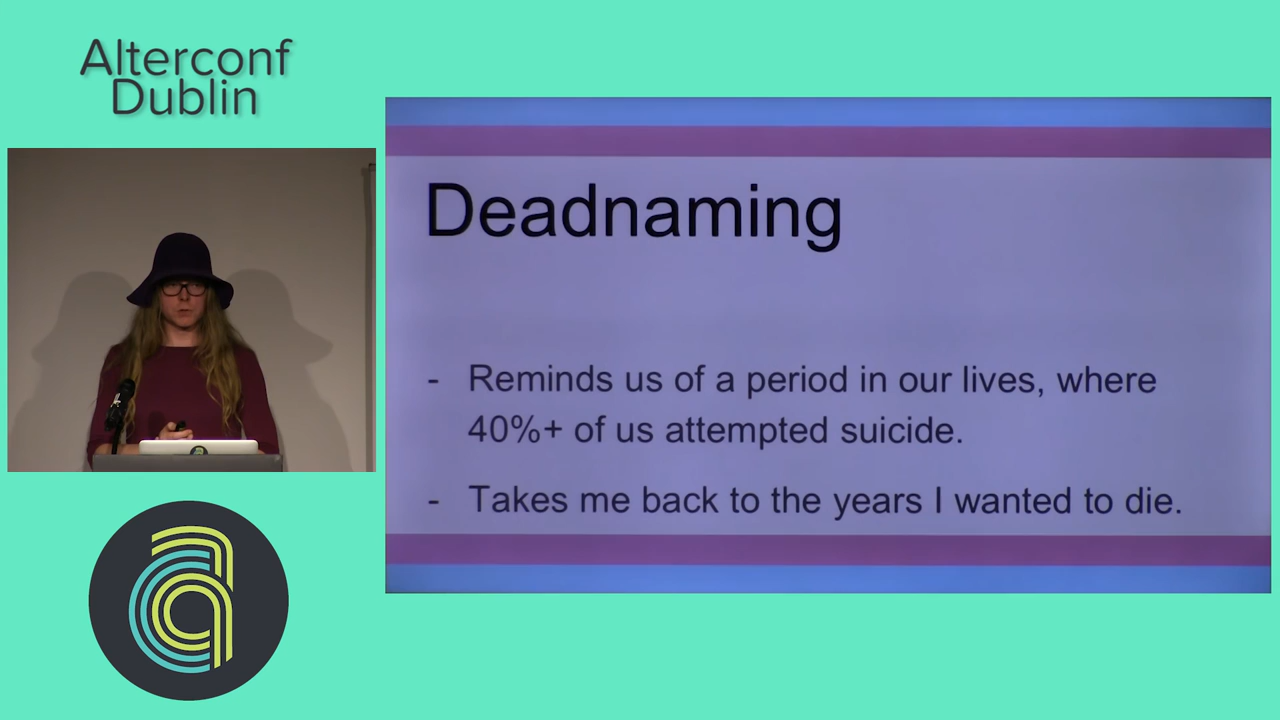 Alterconf
Dublin
Deadnaming
- Reminds us of a period in our lives, where
40%+ of us attempted suicide.
- Takes me back to the years I wanted to die.